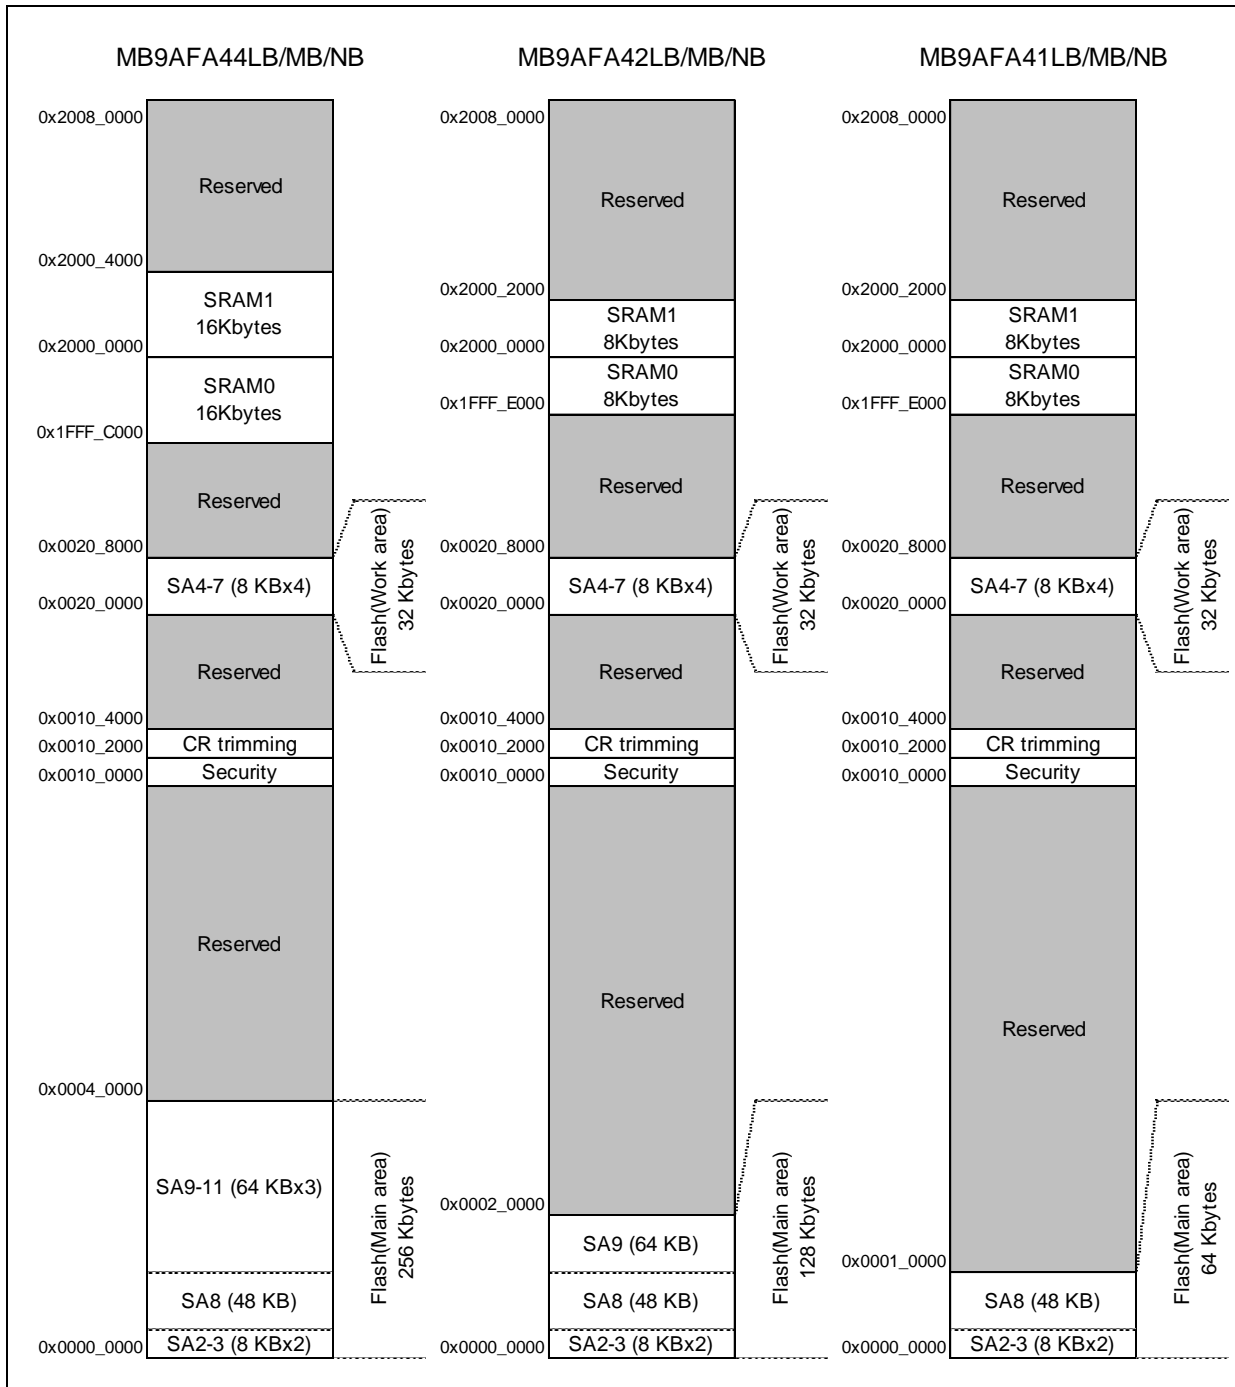 MB9AFA44LB/MB/NB
0x2008_0000
Reserved
0x2000_4000
SRAM1
16Kbytes
0x2000_0000
SRAM0
16Kbytes
0x1FFF_C000
Reserved
0x0020_8000
SA4-7 (8 KBx4)
0x0020_0000
Flash(Work area)
32 Kbytes
Reserved
0x0010_4000
CR trimming
0x0010_2000
Security
0x0010_0000
Reserved
0x0004_0000
SA9-11 (64 KBx3)
Flash(Main area)
256 Kbytes
SA8 (48 KB)
SA2-3 (8 KBx2)
0x0000_0000
MB9AFA42LB/MB/NB
0x2008_0000
Reserved
0x2000_2000
SRAM1
8Kbytes
0x2000_0000
SRAM0
8Kbytes
0x1FFF_E000
Reserved
0x0020_8000
SA4-7 (8 KBx4)
0x0020_0000
Flash(Work area)
32 Kbytes
Reserved
0x0010_4000
CR trimming
0x0010_2000
Security
0x0010_0000
Reserved
0x0002_0000
SA9 (64 KB)
Flash(Main area)
128 Kbytes
SA8 (48 KB)
SA2-3 (8 KBx2)
0x0000_0000
MB9AFA41LB/MB/NB
0x2008_0000
Reserved
0x2000_2000
SRAM1
8Kbytes
0x2000_0000
SRAM0
8Kbytes
0x1FFF_E000
Reserved
0x0020_8000
SA4-7 (8 KBx4)
0x0020_0000
Flash(Work area)
32 Kbytes
Reserved
0x0010_4000
CR trimming
0x0010_2000
Security
0x0010_0000
Reserved
0x0001_0000
Flash(Main area)
64 Kbytes
SA8 (48 KB)
SA2-3 (8 KBx2)
0x0000_0000